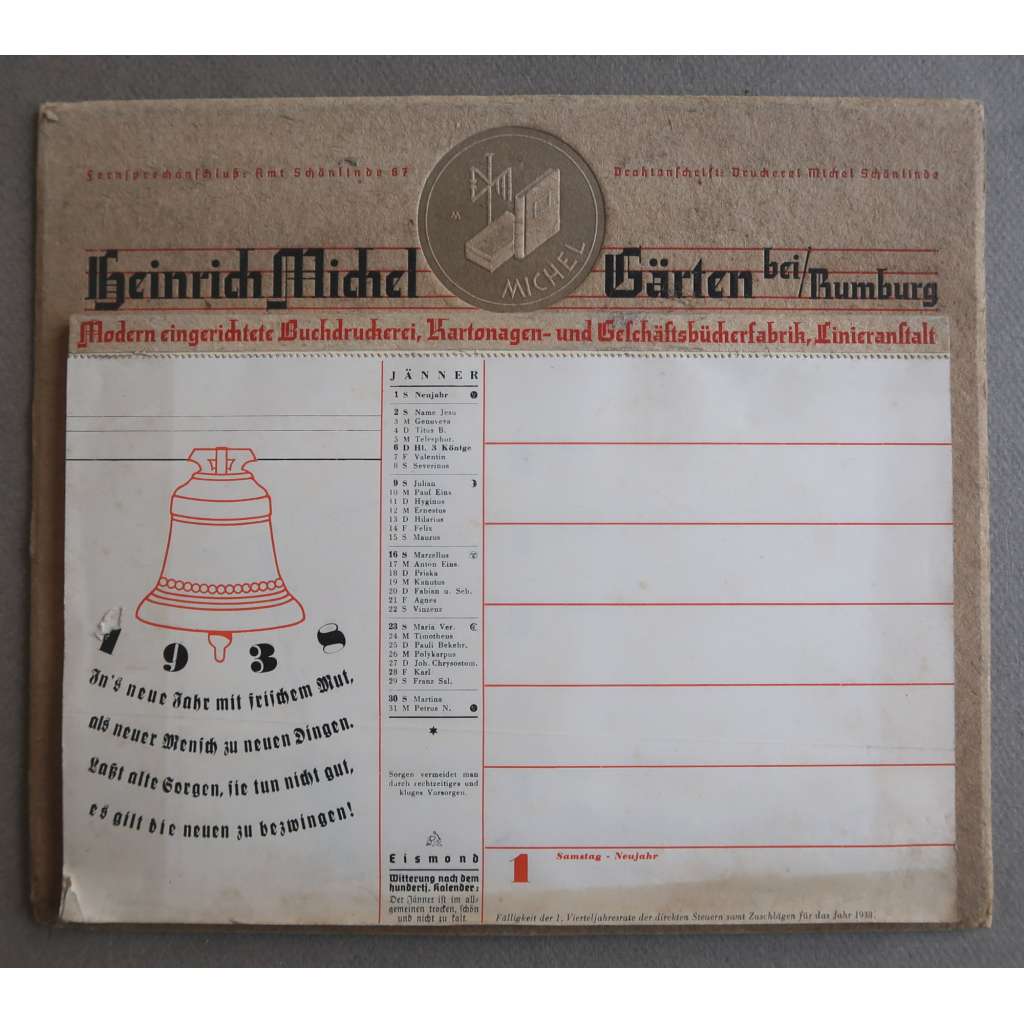 Fernsprechanschluß: Amt Schönlinde 87
Drahtanschrift: Druckerei Michel Schönlinde
M
MICHEL
Heinrich Michel Gärten bei/Rumburg
Modern eingerichtete Buchdruckerei, Kartonagen- und Geschäftsbücherfabrik, Linieranstalt
1938
In's neue Jahr mit frischem Mut,
als neuer Mensch zu neuen Dingen.
Laßt alte Sorgen, sie tun nicht gut,
es gilt die neuen zu bezwingen!
JÄNNER
1 S Neujahr
2 S Name Jesu
3 M Genovefa
4 D Titus B.
5 M Telesphor.
6 D Hl. 3 Könige
7 F Valentin
8 S Severinus
9 S Julian
10 M Paul Eins.
11 D Hyginus
12 M Ernestus
13 D Hilarius
14 F Felix
15 S Maurus
16 S Marzellus
17 M Anton Eins.
18 D Priska
19 M Kanutus
20 D Fabian u. Seb.
21 F Agnes
22 S Vinzenz
23 S Maria Ver.
24 M Timotheus
25 D Pauli Bekehr.
26 M Polykarpus
27 D Joh. Chrysostom.
28 F Karl
29 S Franz Sal.
30 S Martina
31 M Petrus N.
Sorgen vermeidet man
durch rechtzeitiges und
kluges Vorsorgen.
Eismond
Witterung nach dem
hundertj. Kalender:
Der Jänner ist im all-
gemeinen trocken, schön
und nicht zu kalt
1 Samstag - Neujahr
Fälligkeit der 1. Vierteljahresrate der direkten Steuern samt Zuschlägen für das Jahr 1938.